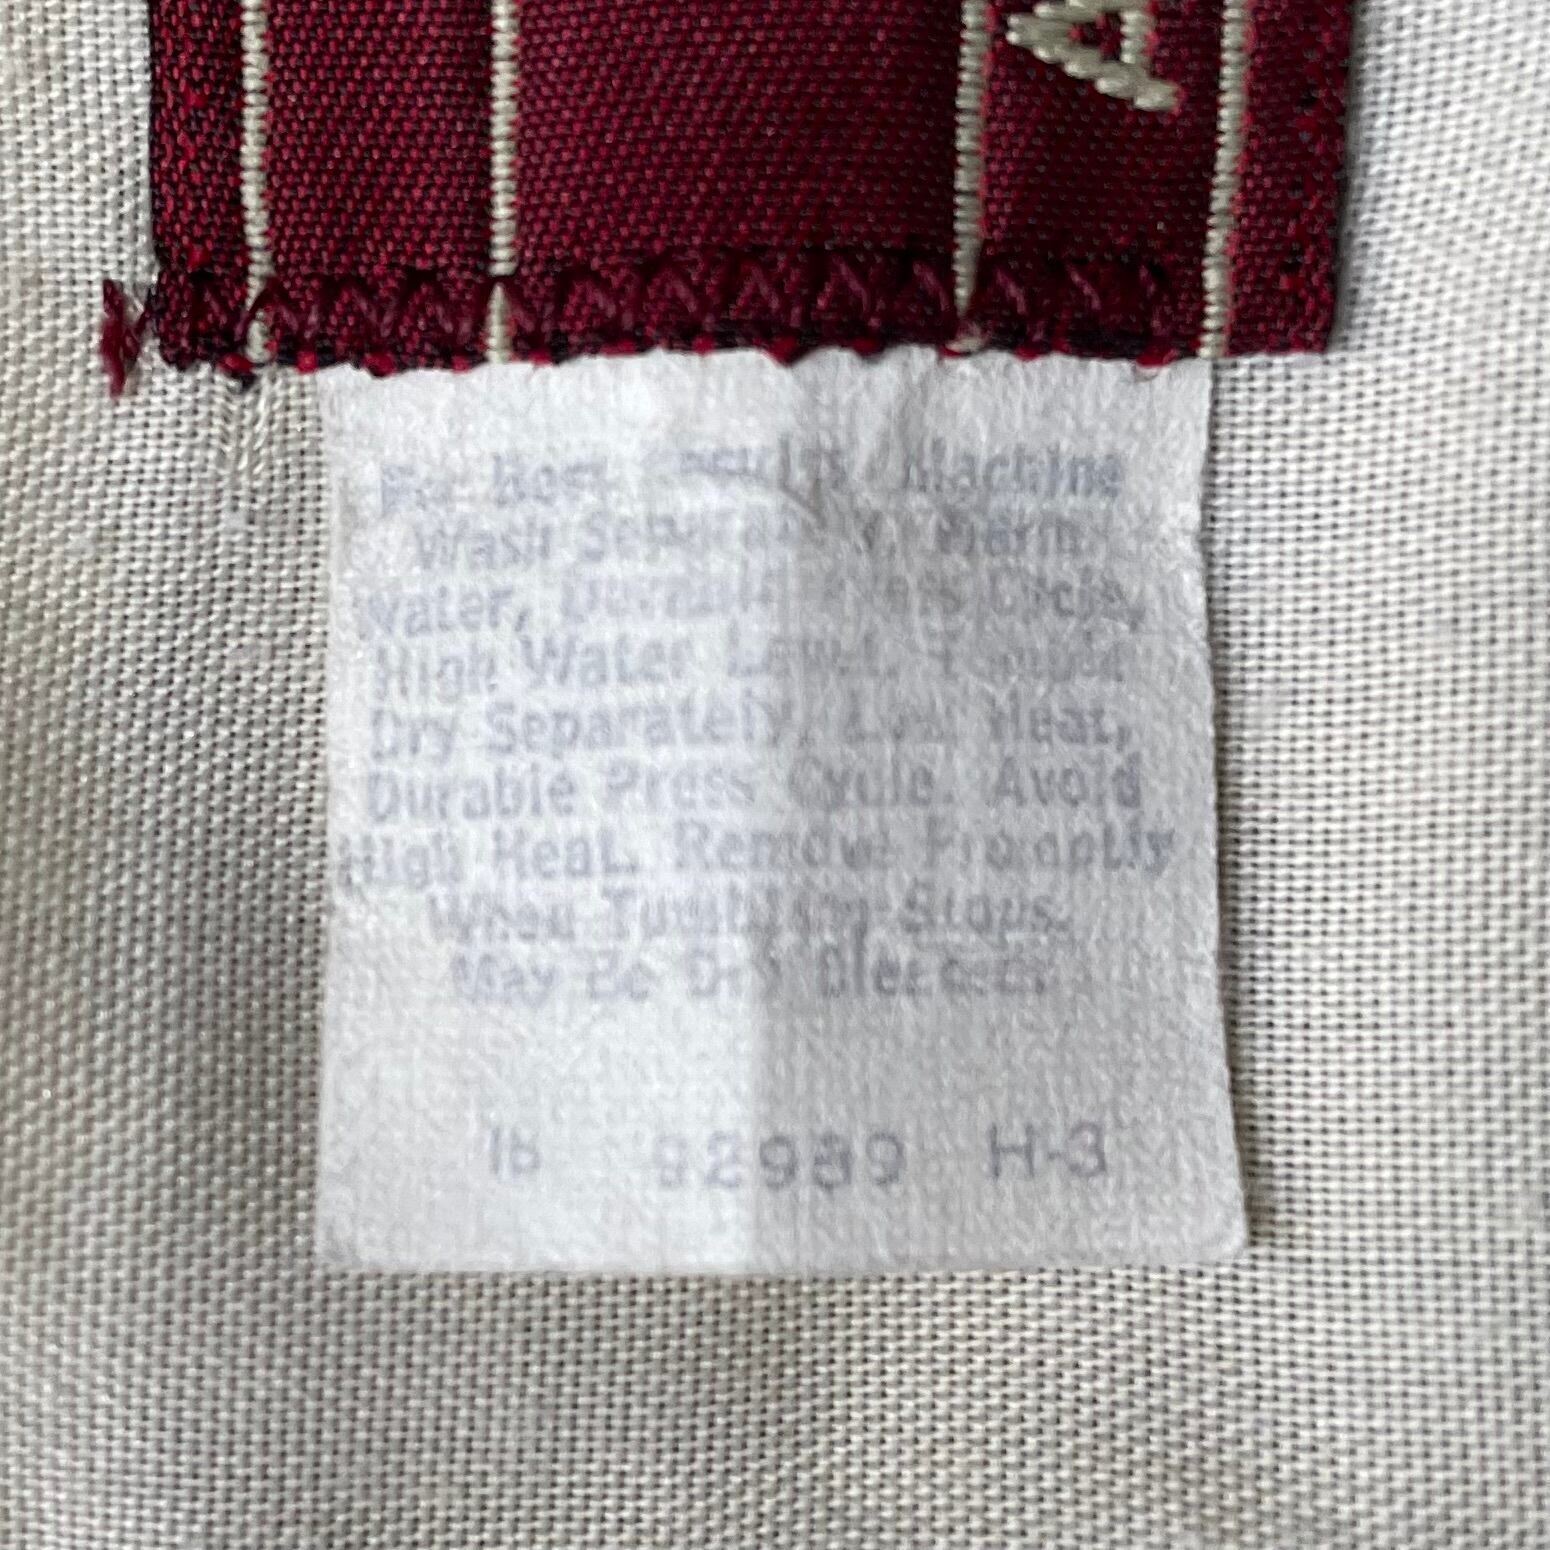 A
For Best Results, Machine
Wash Separately, Warm
Water, Durable Press Cycle,
High Water Level. Tumble
Dry Separately, Low Heat,
Durable Press Cycle. Avoid
High Heat. Remove Promptly
When Tumbling Stops.
May Be Dry Cleaned.
92989 H-3